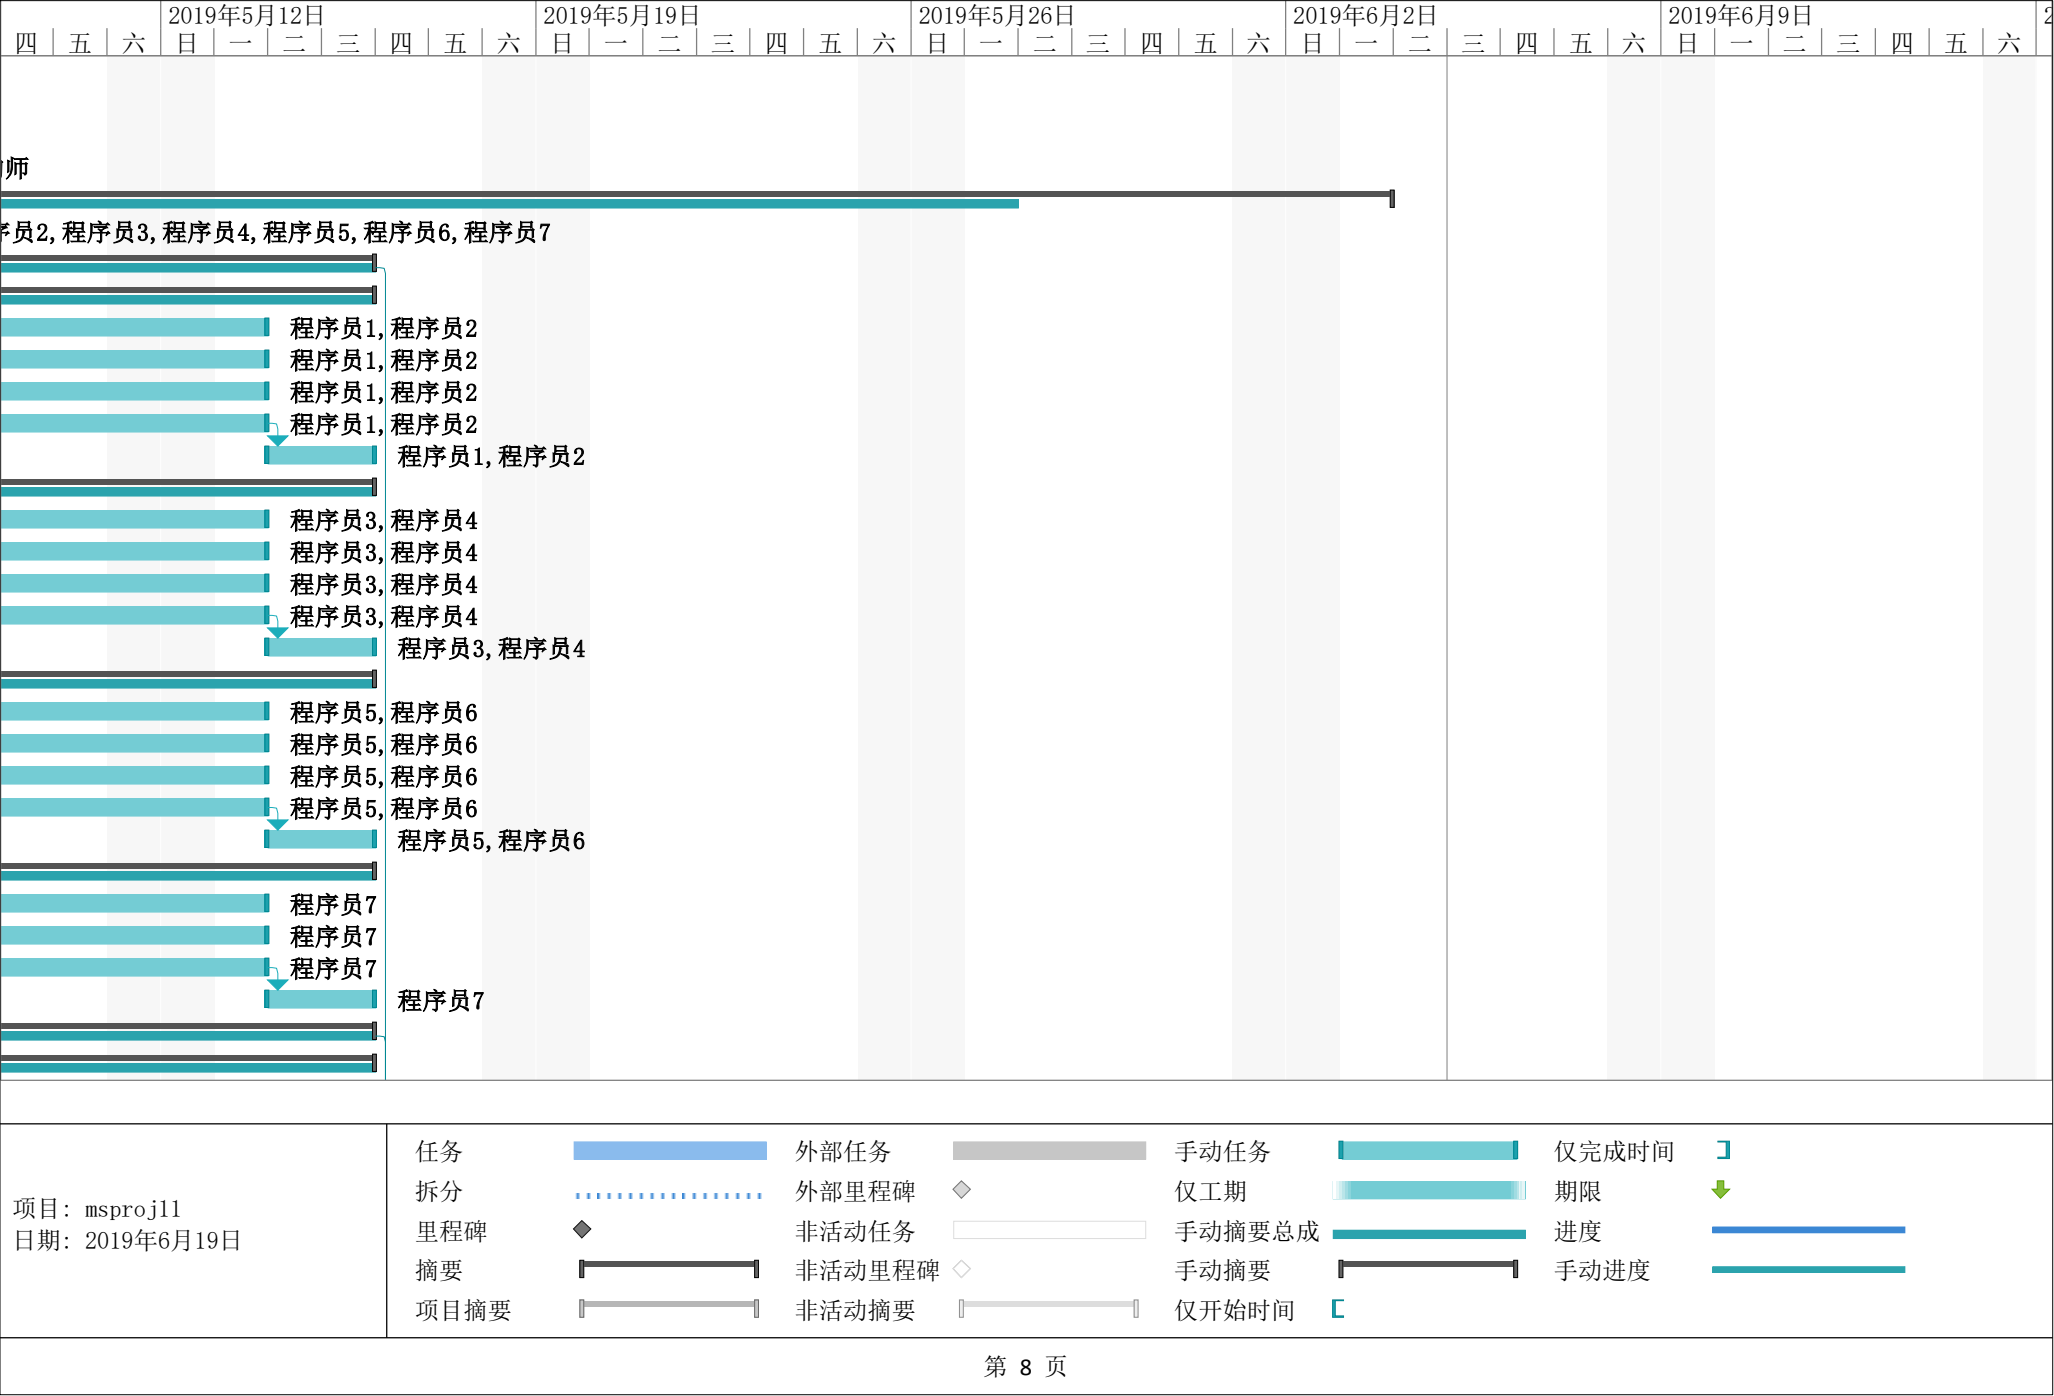 2019年5月12日 2019年5月19日 2019年5月26日 2019年6月2日 2019年6月9日 2
四 五 六 日 一 二 三 四 五 六 日 一 二 三 四 五 六 日 一 二 三 四 五 六 日 一 二 三 四 五 六 日 一 二 三 四 五 六
师
序员2,程序员3,程序员4,程序员5,程序员6,程序员7
程序员1,程序员2
程序员1,程序员2
程序员1,程序员2
程序员1,程序员2
程序员1,程序员2
程序员3,程序员4
程序员3,程序员4
程序员3,程序员4
程序员3,程序员4
程序员3,程序员4
程序员5,程序员6
程序员5,程序员6
程序员5,程序员6
程序员5,程序员6
程序员5,程序员6
程序员7
程序员7
程序员7
程序员7
项目: msproj11
日期: 2019年6月19日
任务 外部任务 手动任务 仅完成时间
拆分 外部里程碑 仅工期 期限
里程碑 非活动任务 手动摘要总成 进度
摘要 非活动里程碑 手动摘要 手动进度
项目摘要 非活动摘要 仅开始时间
第 8 页